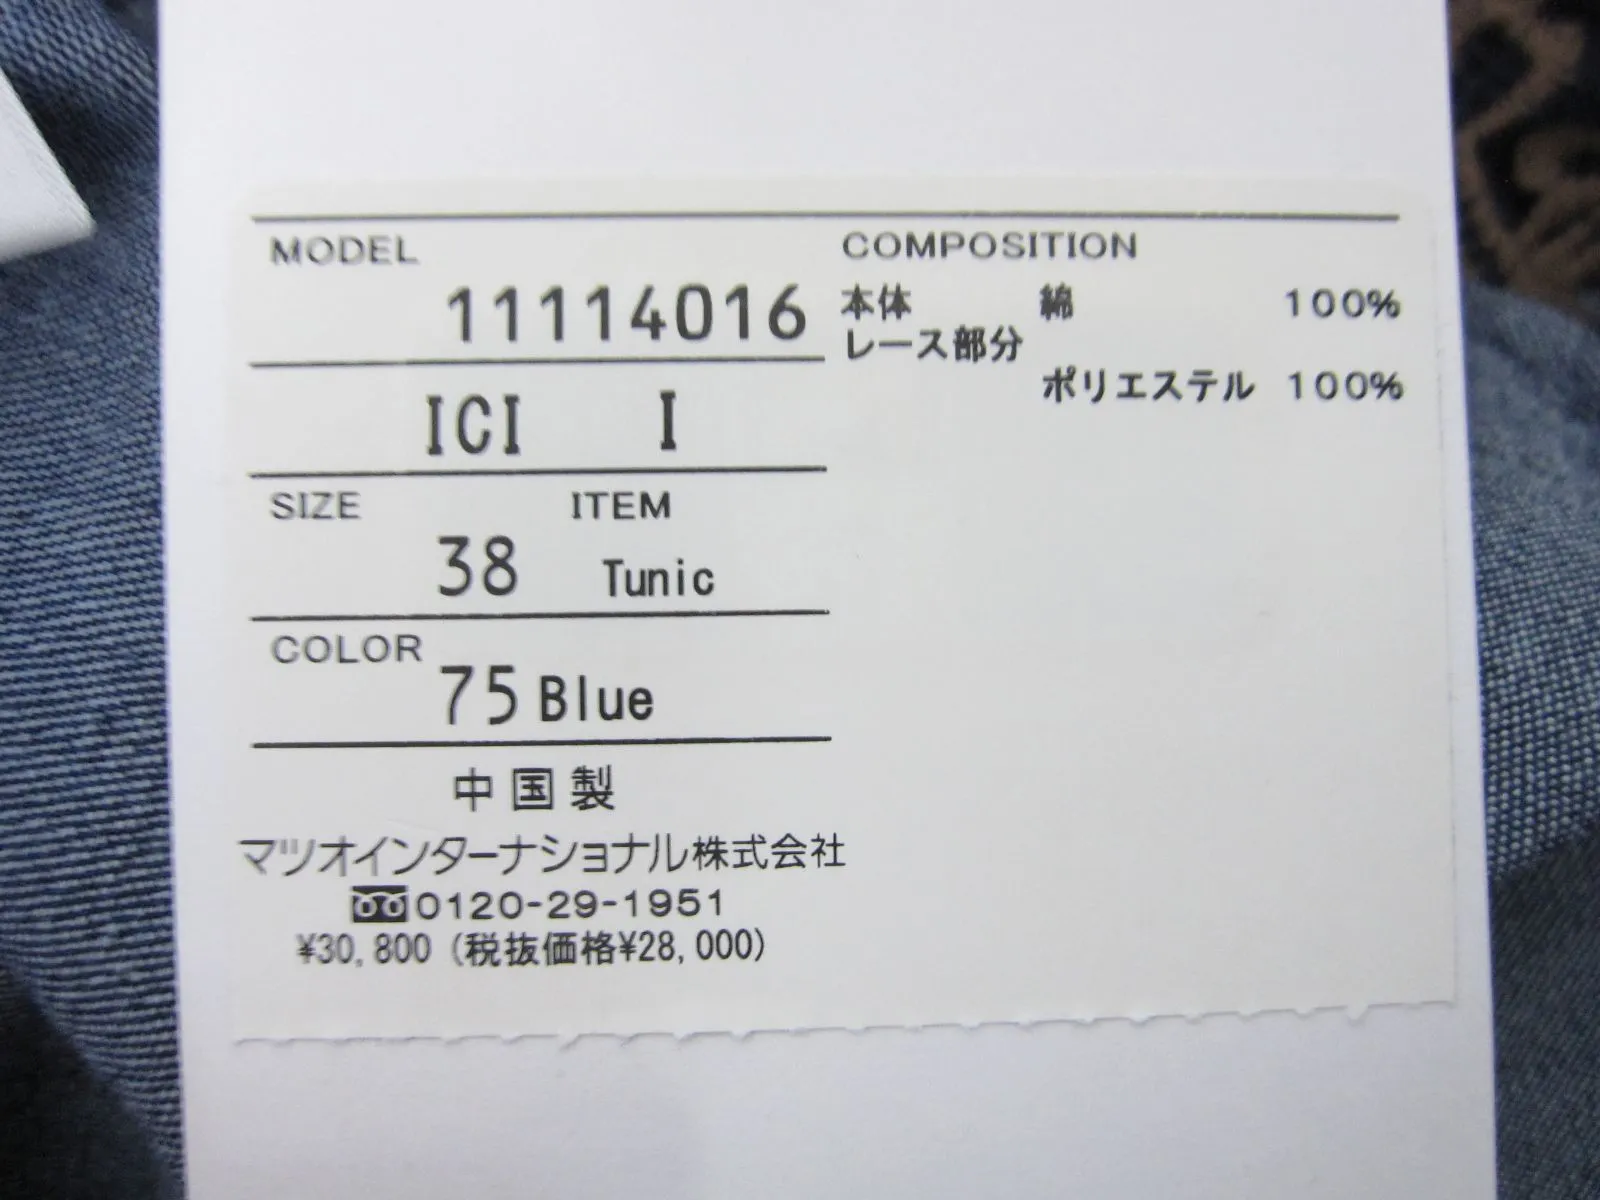 MODEL
11114016
ICI I
SIZE ITEM
38 Tunic
COLOR
75 Blue
中国製
マツオインターナショナル株式会社
0120-29-1951
¥30,800 (税抜価格¥28,000)
COMPOSITION
本体 綿 100%
レース部分
ポリエステル 100%